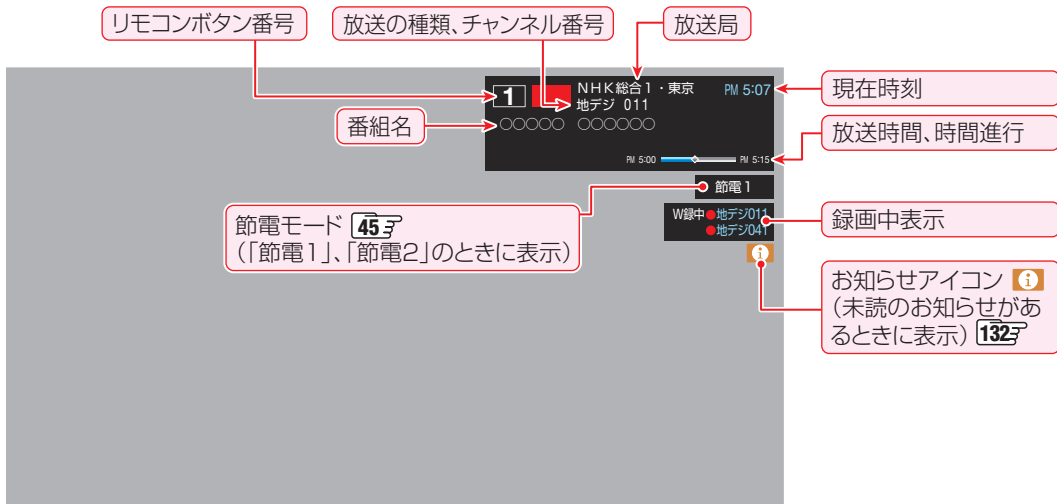 リモコンボタン番号
放送の種類、チャンネル番号
放送局
1
NHK総合1・東京
PM 5:07
地デジ 011
○○○○○ ○○○○○○
PM 5:00
PM 5:15
現在時刻
番組名
放送時間、時間進行
節電1
節電モード 45
(「節電1」、「節電2」のときに表示)
W録中●地デジ011
●地デジ041
録画中表示
i
お知らせアイコン i
(未読のお知らせがあ
るときに表示) 132